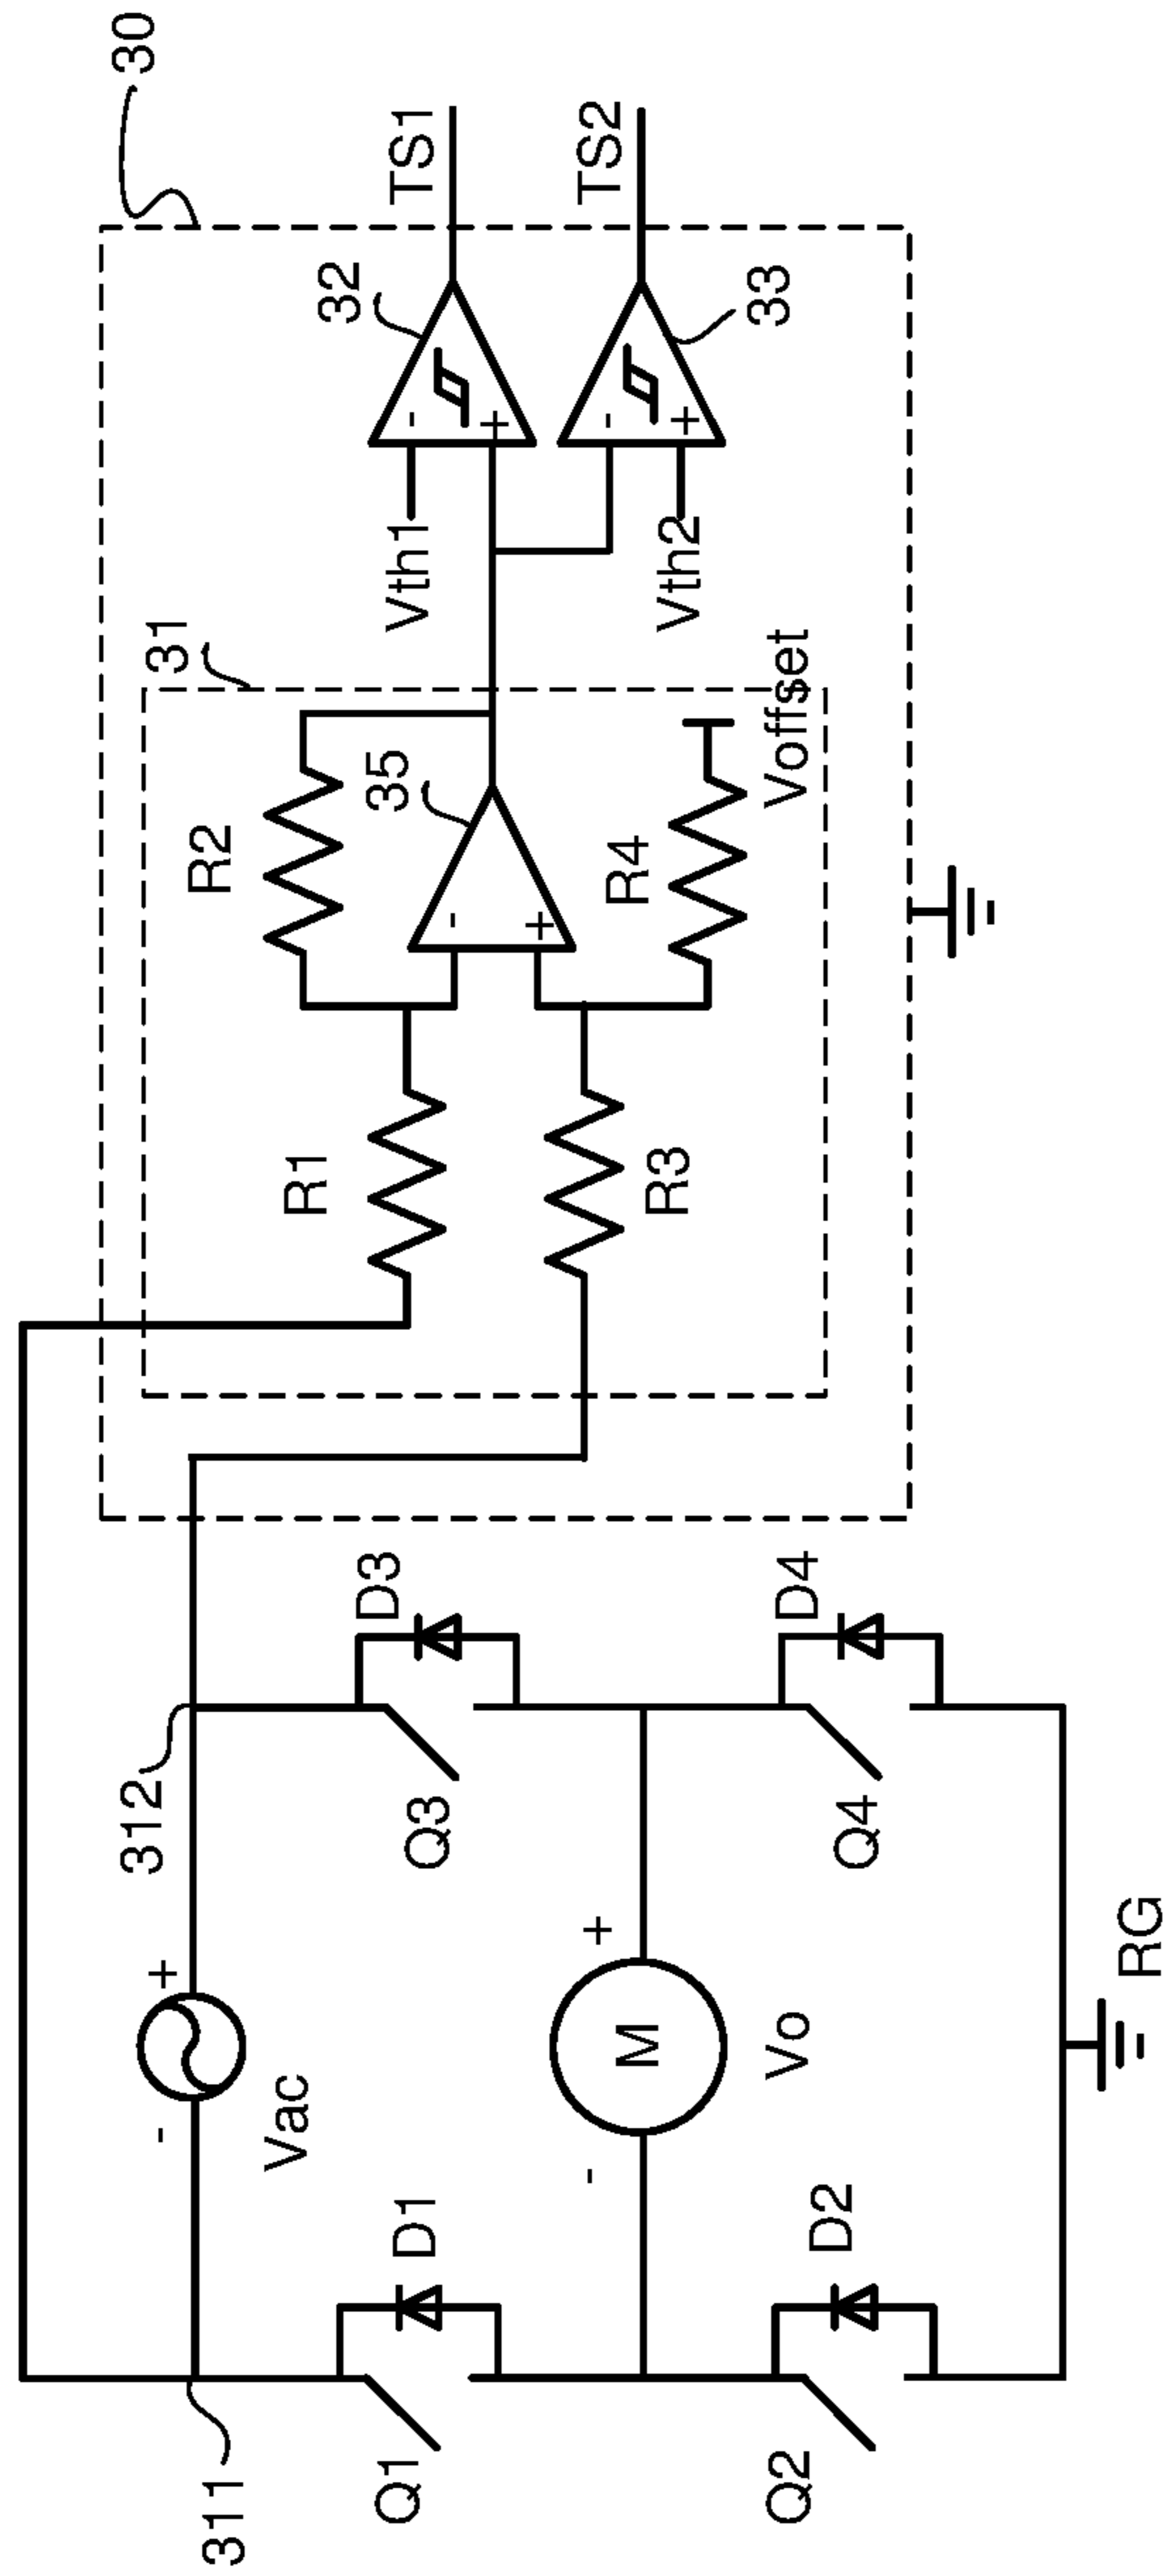 30
TS1
TS2
32
33
-
+
-
+
Vth1
Vth2
31
35
R2
-
+
R4
Voffset
R1
R3
312
D3
D4
Q3
Q4
+
-
Vac
+
M
-
Vo
RG
D1
D2
311
Q1
Q2